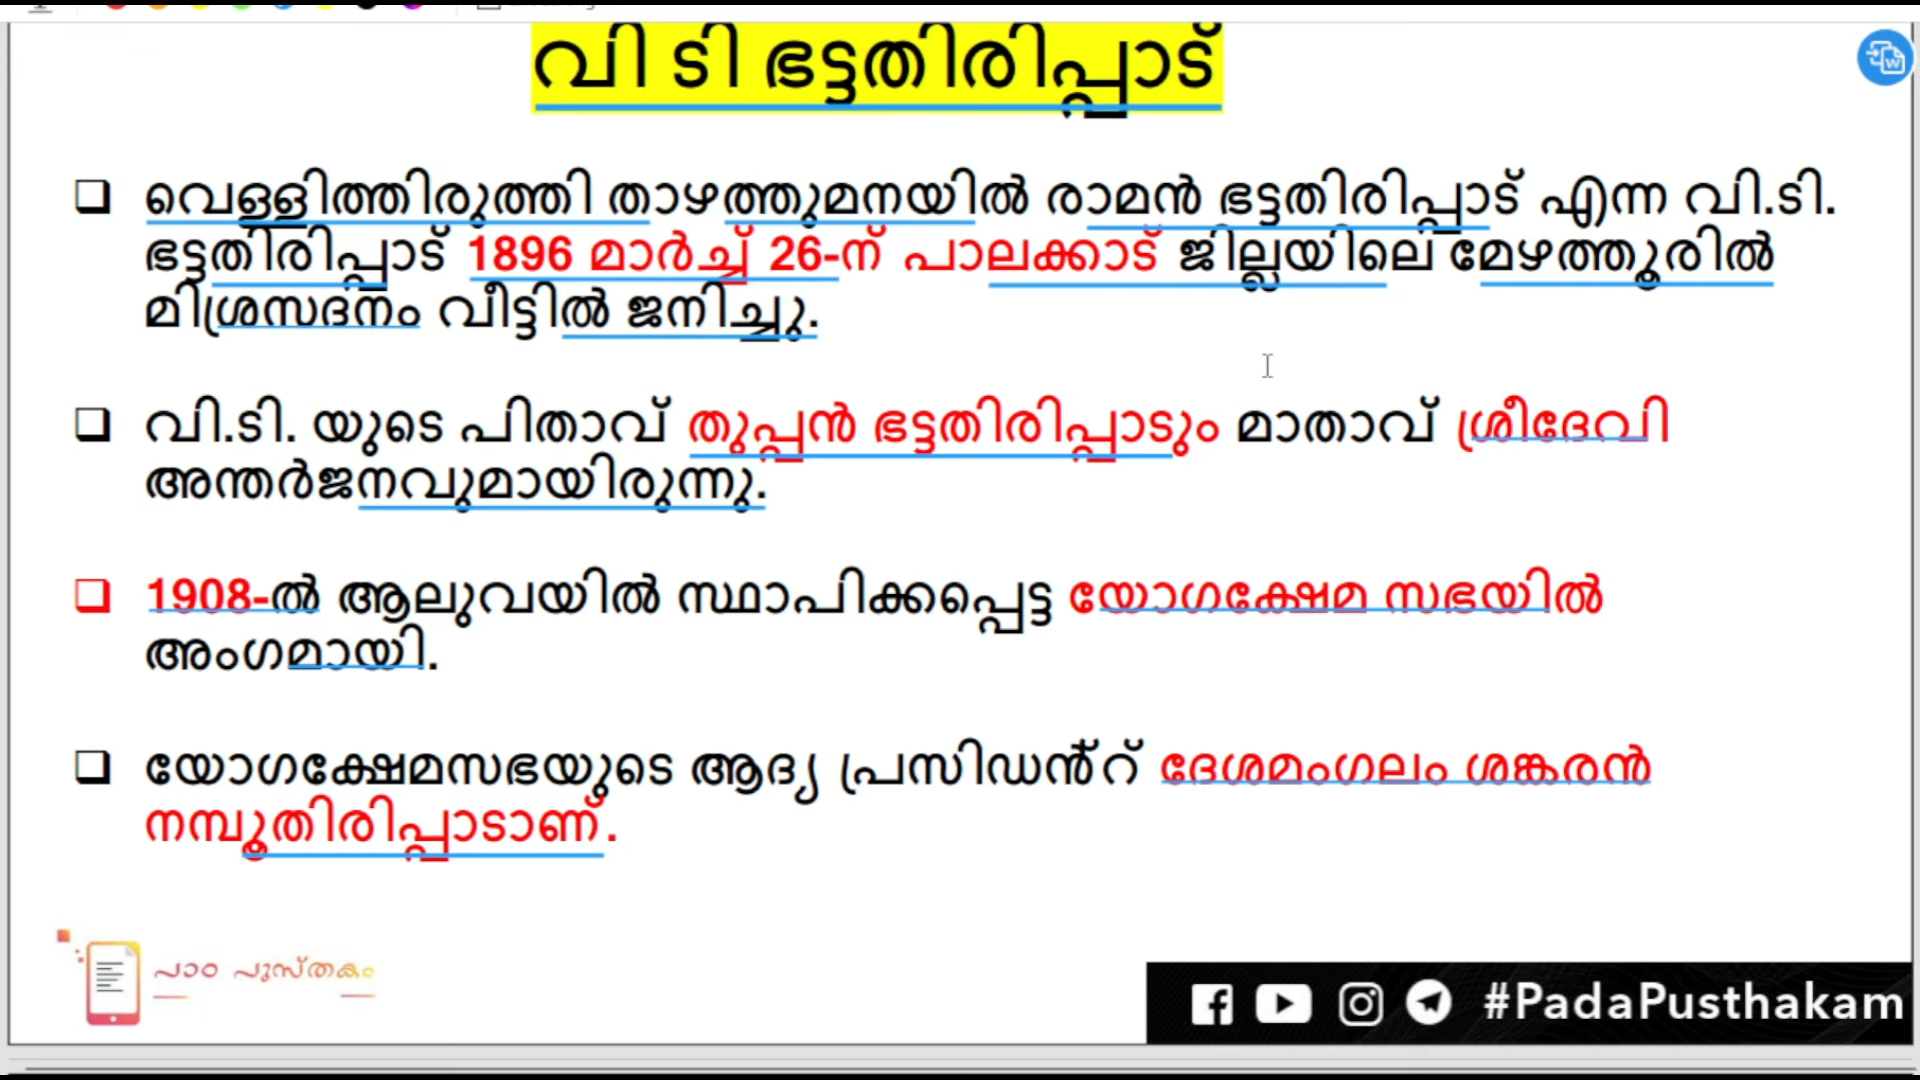 വി ടി ഭട്ടതിരിപ്പാട്
വെള്ളിത്തിരുത്തി താഴത്തുമനയിൽ രാമൻ ഭട്ടതിരിപ്പാട് എന്ന വി.ടി.
ഭട്ടതിരിപ്പാട് 1896 മാർച്ച് 26-ന് പാലക്കാട് ജില്ലയിലെ മേഴത്തൂരിൽ
മിശ്രസദനം വീട്ടിൽ ജനിച്ചു.
വി.ടി. യുടെ പിതാവ് തുപ്പൻ ഭട്ടതിരിപ്പാടും മാതാവ് ശ്രീദേവി
അന്തർജനവുമായിരുന്നു.
1908-ൽ ആലുവയിൽ സ്ഥാപിക്കപ്പെട്ട യോഗക്ഷേമ സഭയിൽ
അംഗമായി.
യോഗക്ഷേമസഭയുടെ ആദ്യ പ്രസിഡൻ്റ് ദേശമംഗലം ശങ്കരൻ
നമ്പൂതിരിപ്പാടാണ്.
പാഠ പുസ്തകം
#PadaPusthakam